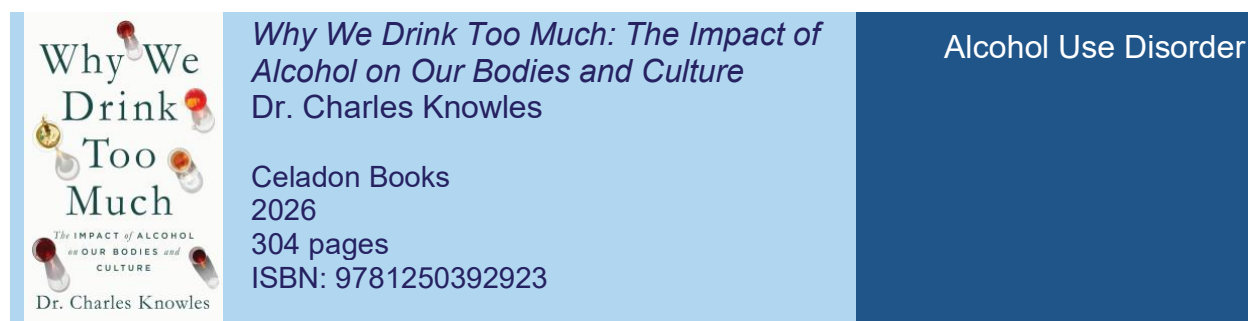 Why We
Drink
Too
Much
The IMPACT of ALCOHOL
on OUR BODIES and
CULTURE
Dr. Charles Knowles
Why We Drink Too Much: The Impact of
Alcohol on Our Bodies and Culture
Dr. Charles Knowles
Celadon Books
2026
304 pages
ISBN: 9781250392923
Alcohol Use Disorder